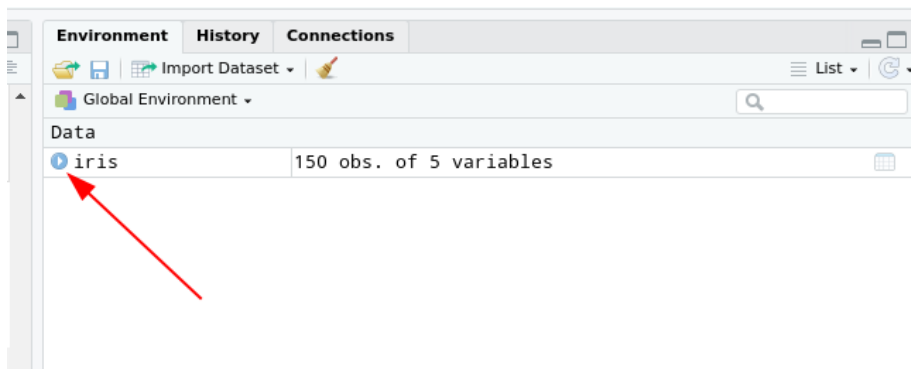 Environment History Connections
Import Dataset List
Global Environment
Data
iris 150 obs. of 5 variables